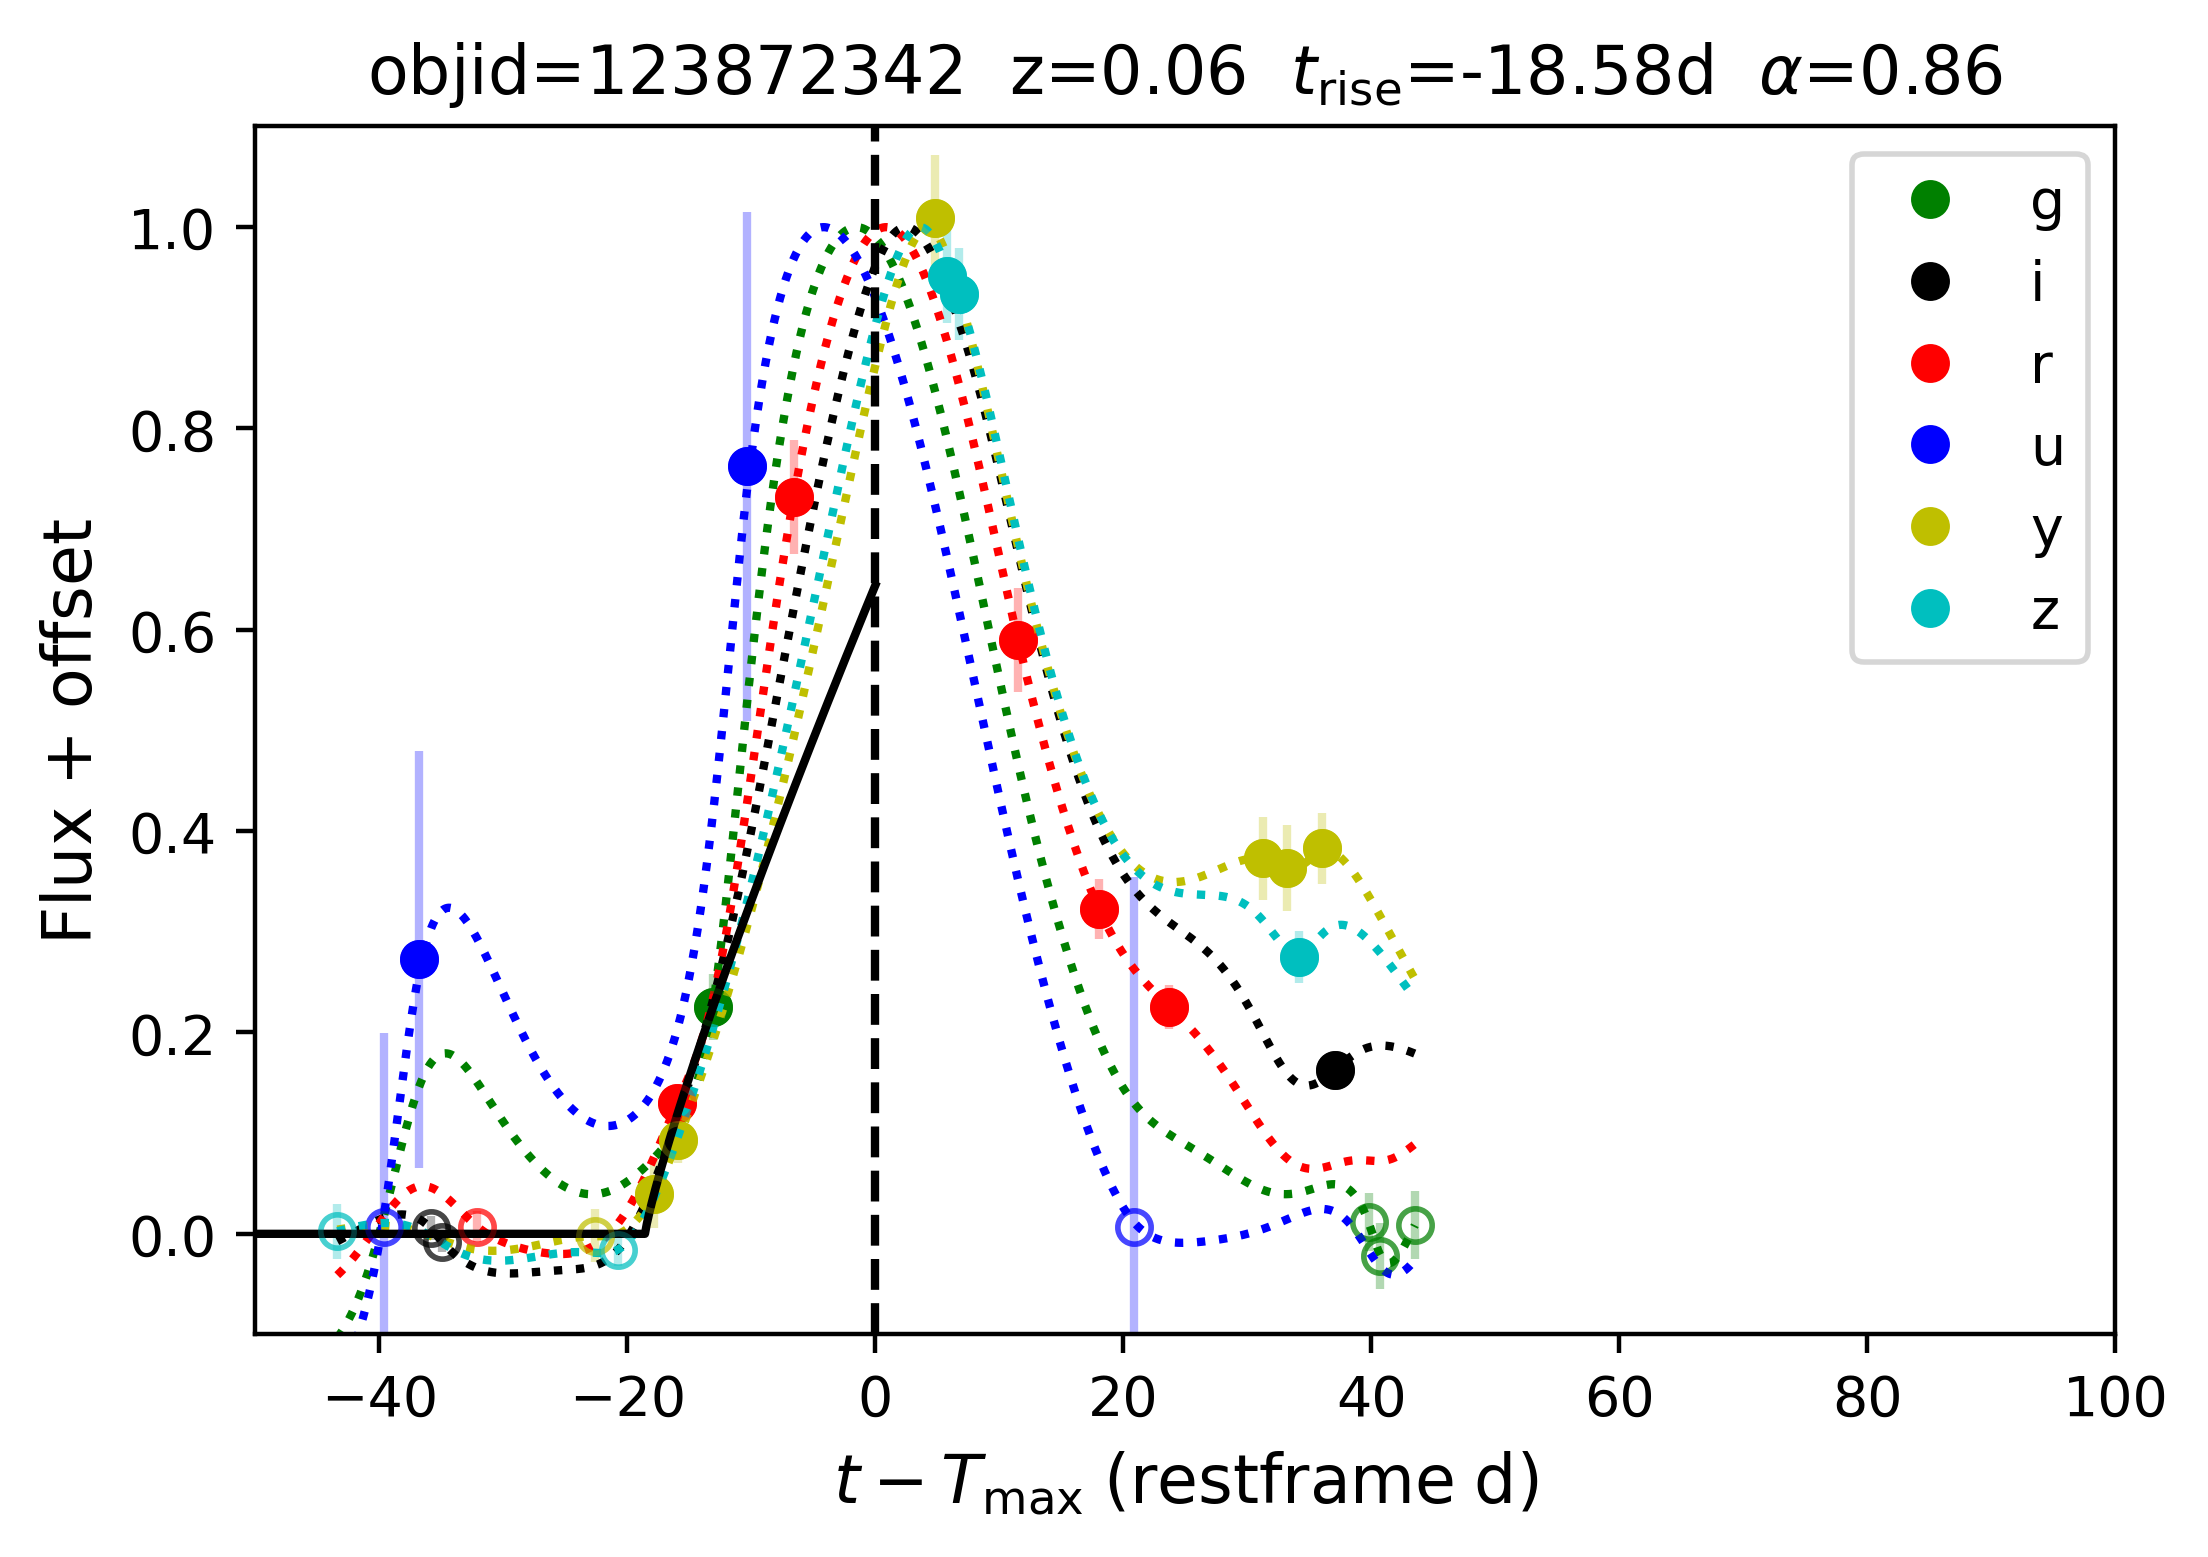 objid=123872342 z=0.06 t_rise=-18.58d α=0.86
Flux + offset
1.0
0.8
0.6
0.4
0.2
0.0
−40 −20 0 20 40 60 80 100
t − T_max (restframe d)
g
i
r
u
y
z